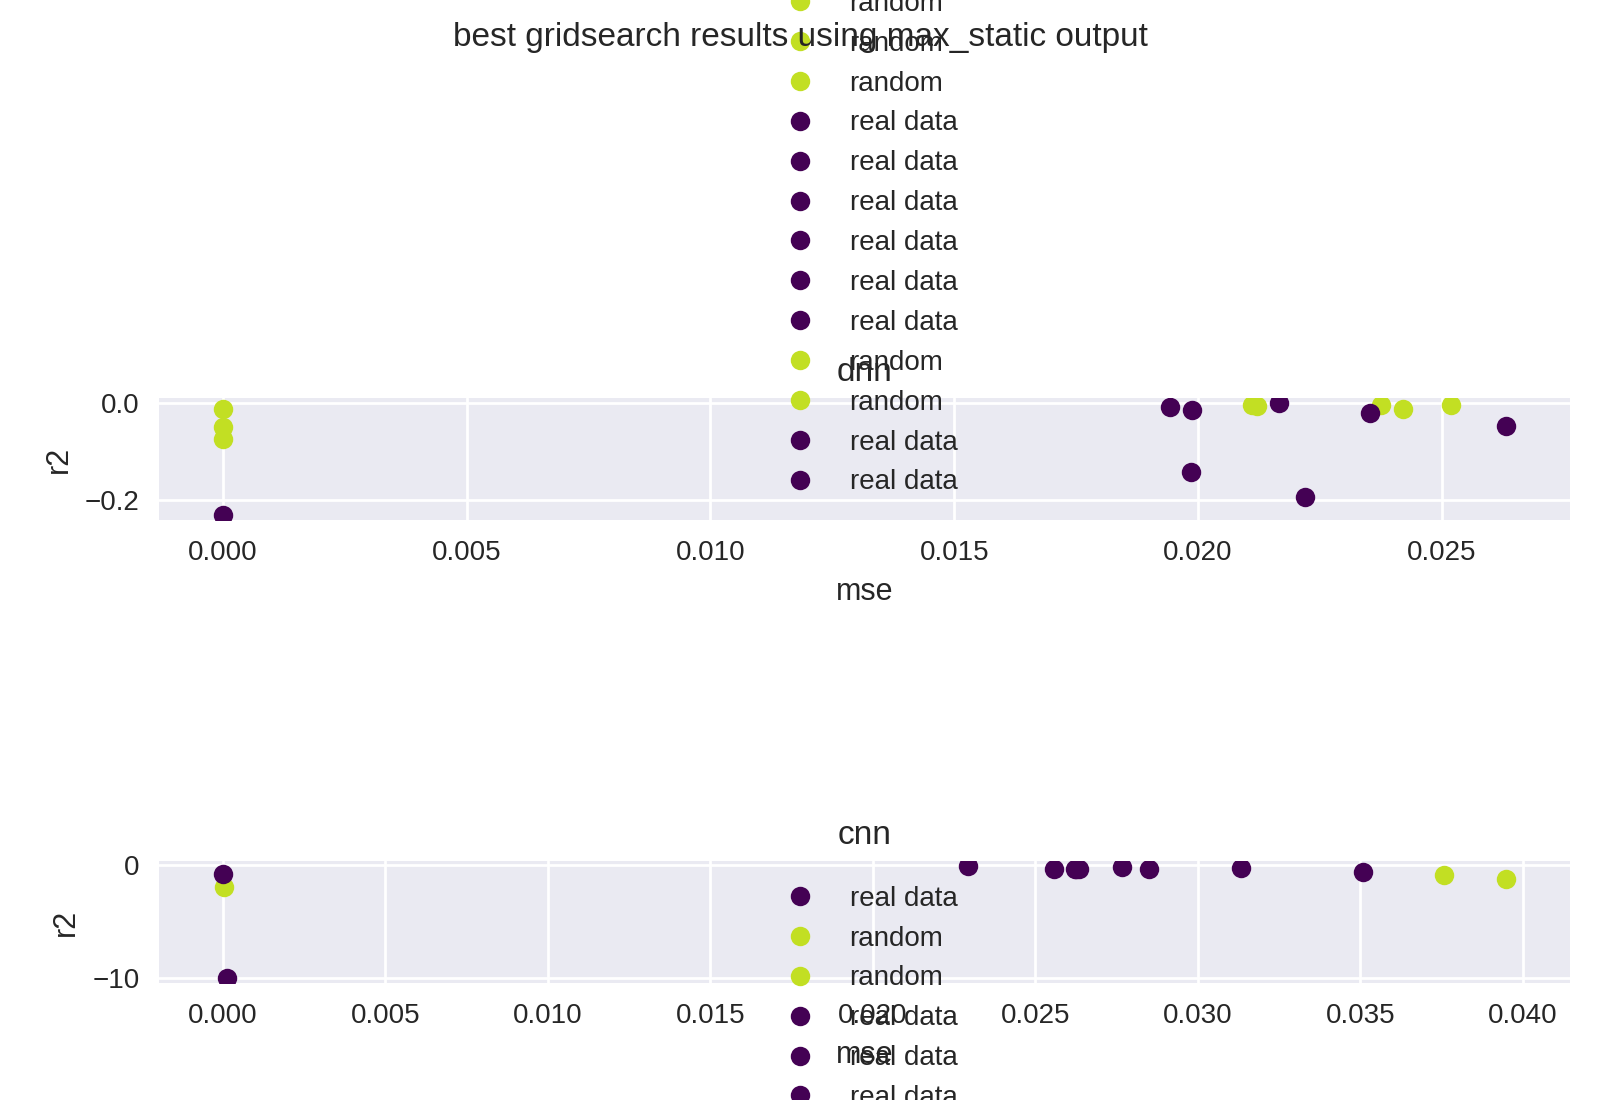 random
best gridsearch results using max_static output
random
random
real data
real data
real data
real data
real data
real data
random
dnn
random
real data
real data
0.0
−0.2
r2
0.000 0.005 0.010 0.015 0.020 0.025
mse
cnn
0
−10
r2
real data
random
random
real data
real data
real data
0.000 0.005 0.010 0.015 0.020 0.025 0.030 0.035 0.040
mse